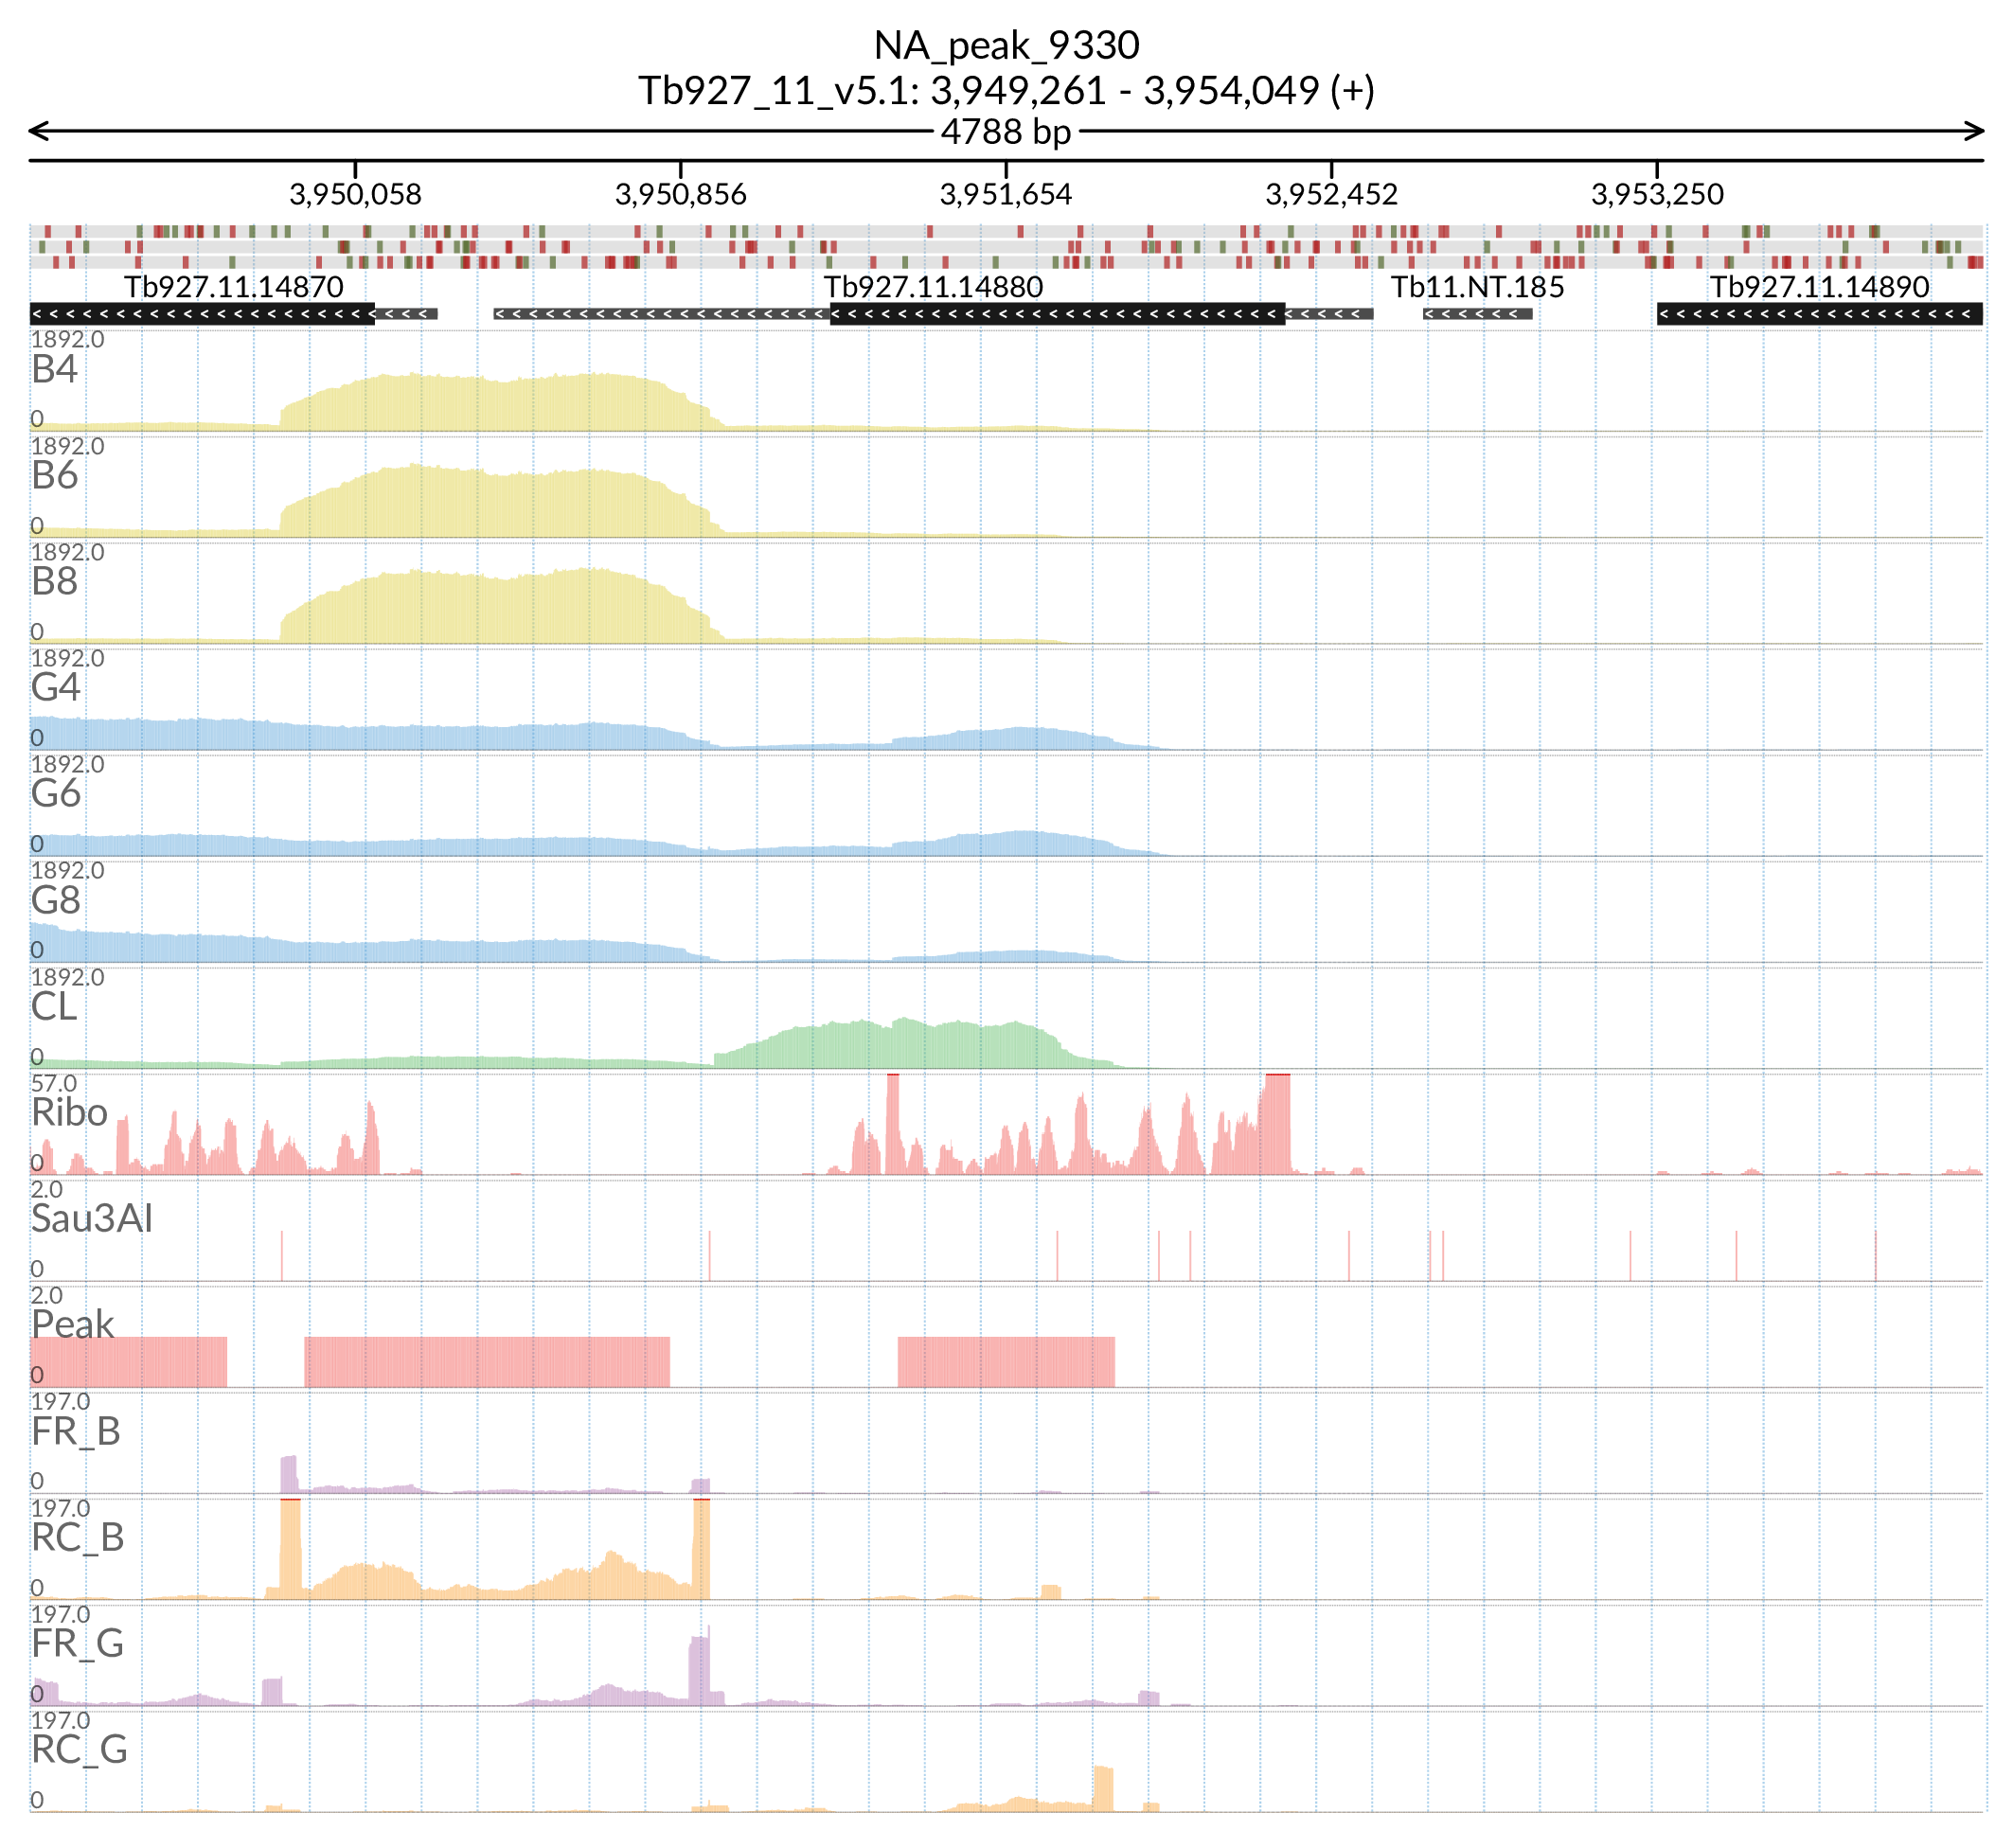 NA_peak_9330
Tb927_11_v5.1: 3,949,261 - 3,954,049 (+)
4788 bp
3,950,058 3,950,856 3,951,654 3,952,452 3,953,250
Tb927.11.14870 Tb927.11.14880 Tb11.NT.185 Tb927.11.14890
1892.0
B4
0
1892.0
B6
0
1892.0
B8
0
1892.0
G4
0
1892.0
G6
0
1892.0
G8
0
1892.0
CL
0
57.0
Ribo
0
2.0
Sau3AI
0
2.0
Peak
0
197.0
FR_B
0
197.0
RC_B
0
197.0
FR_G
0
197.0
RC_G
0